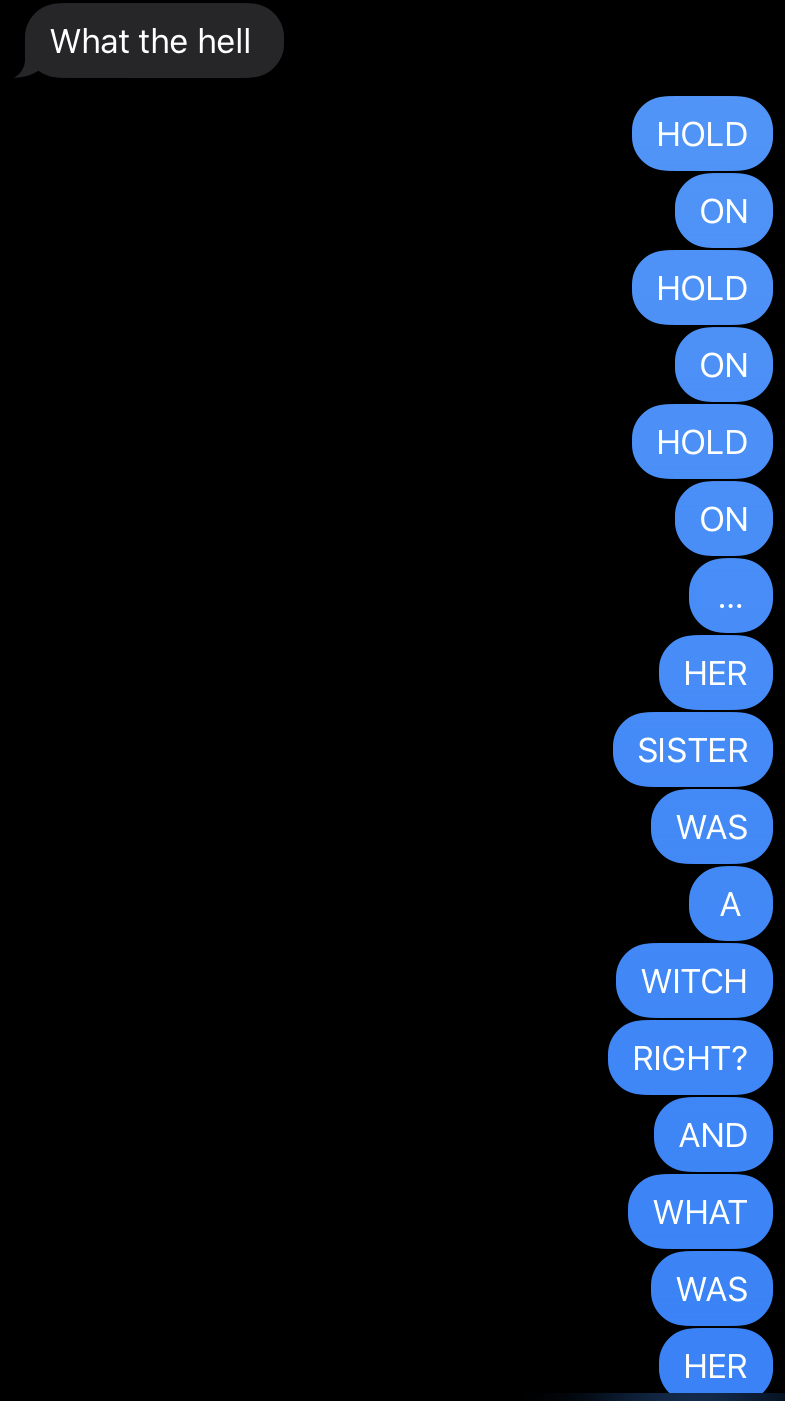 What the hell
HOLD
ON
HOLD
ON
HOLD
ON
...
HER
SISTER
WAS
A
WITCH
RIGHT?
AND
WHAT
WAS
HER